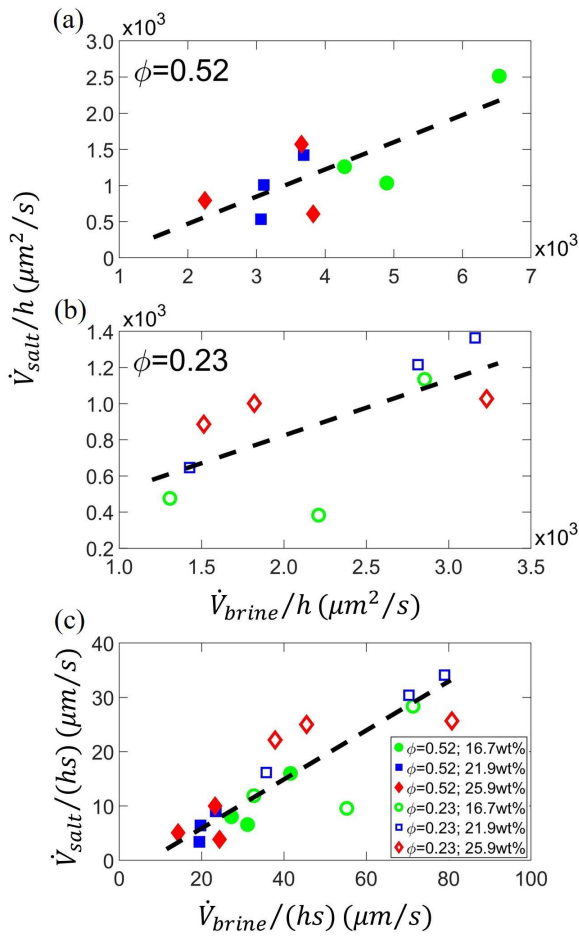 (a)
×10³
ϕ=0.52
3.0
2.5
2.0
1.5
1.0
0.5
0
1 2 3 4 5 6 7
×10³
V̇salt/h (μm²/s)
(b)
×10³
ϕ=0.23
1.4
1.2
1.0
0.8
0.6
0.4
0.2
1.0 1.5 2.0 2.5 3.0 3.5
×10³
V̇brine/h (μm²/s)
(c)
40
30
20
10
0
0 20 40 60 80 100
V̇salt/(hs) (μm/s)
ϕ=0.52; 16.7wt%
ϕ=0.52; 21.9wt%
ϕ=0.52; 25.9wt%
ϕ=0.23; 16.7wt%
ϕ=0.23; 21.9wt%
ϕ=0.23; 25.9wt%
V̇brine/(hs) (μm/s)